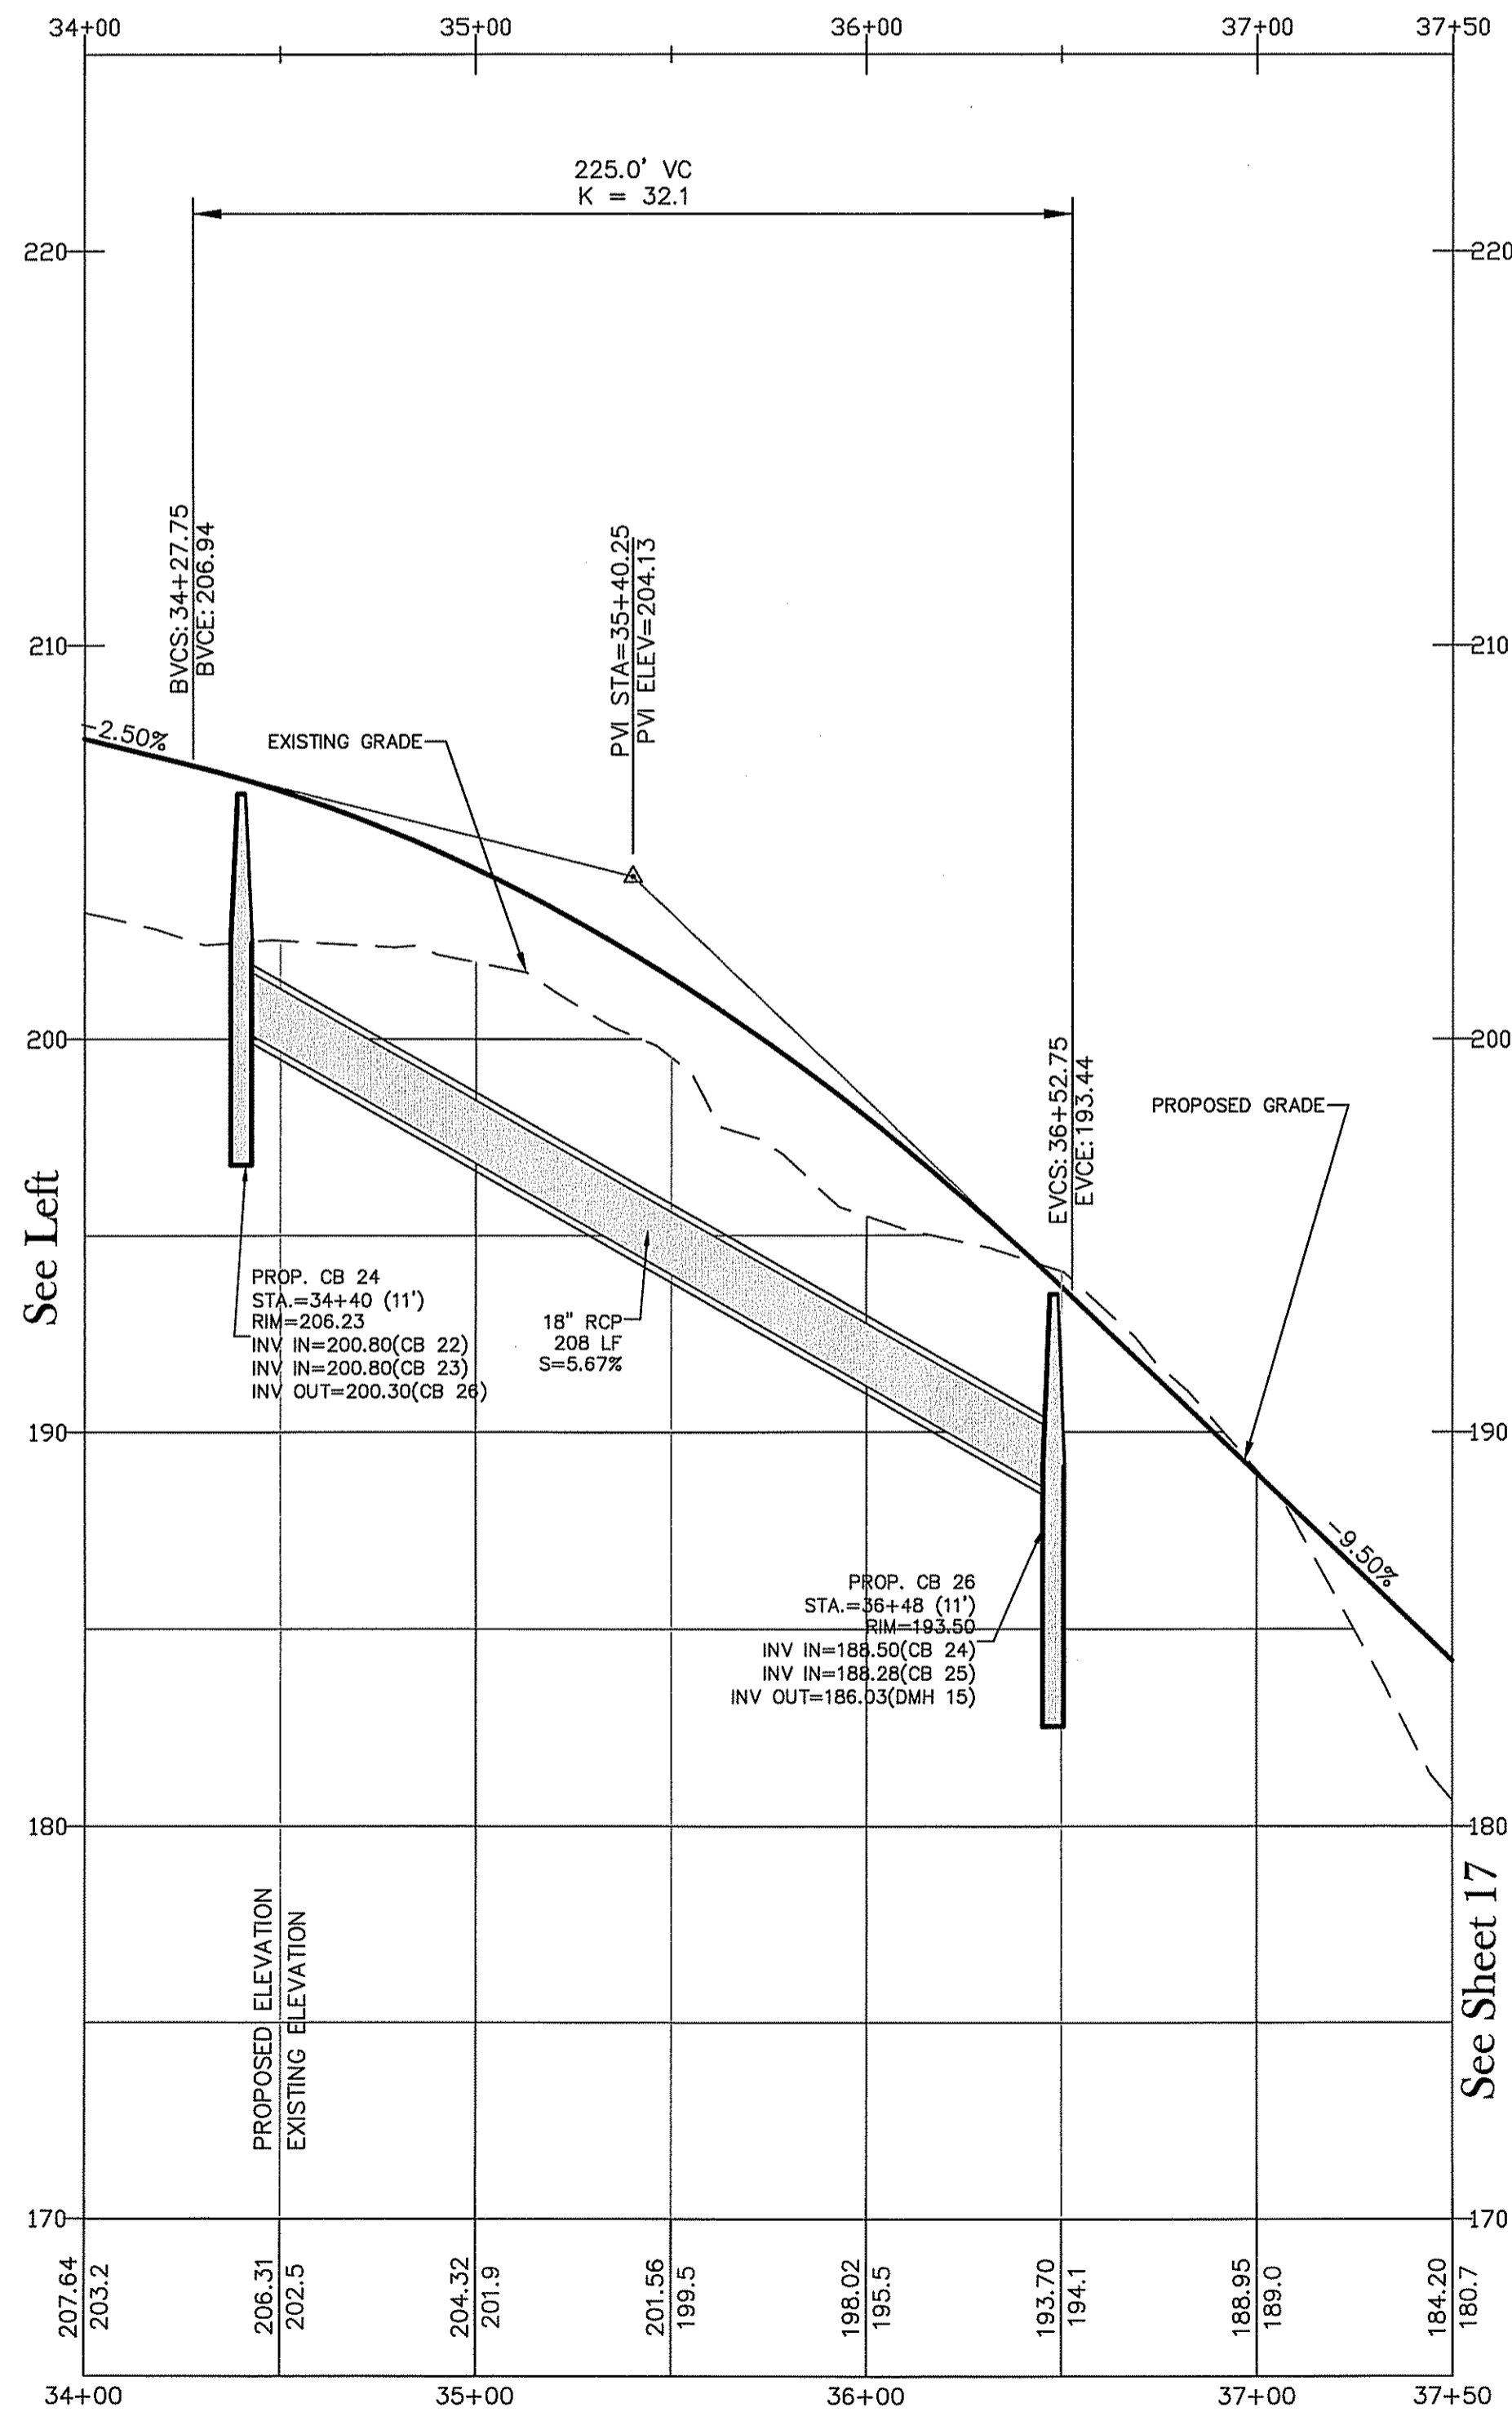 34+00
35+00
36+00
37+00
37+50
225.0' VC
K = 32.1
220
220
BVCS: 34+27.75
BVCE: 206.94
PVI STA=35+40.25
PVI ELEV=204.13
210
210
-2.50%
EXISTING GRADE
200
200
EVCS: 36+52.75
EVCE: 193.44
PROPOSED GRADE
See Left
PROP. CB 24
STA.=34+40 (11')
RIM=206.23
INV IN=200.80(CB 22)
INV IN=200.80(CB 23)
INV OUT=200.30(CB 26)
18" RCP
208 LF
S=5.67%
190
190
-9.50%
PROP. CB 26
STA.=36+48 (11')
RIM=193.50
INV IN=188.50(CB 24)
INV IN=188.28(CB 25)
INV OUT=186.03(DMH 15)
180
180
See Sheet 17
PROPOSED ELEVATION
EXISTING ELEVATION
170
170
207.64
203.2
206.31
202.5
204.32
201.9
201.56
199.5
198.02
195.5
193.70
194.1
188.95
189.0
184.20
180.7
34+00
35+00
36+00
37+00
37+50